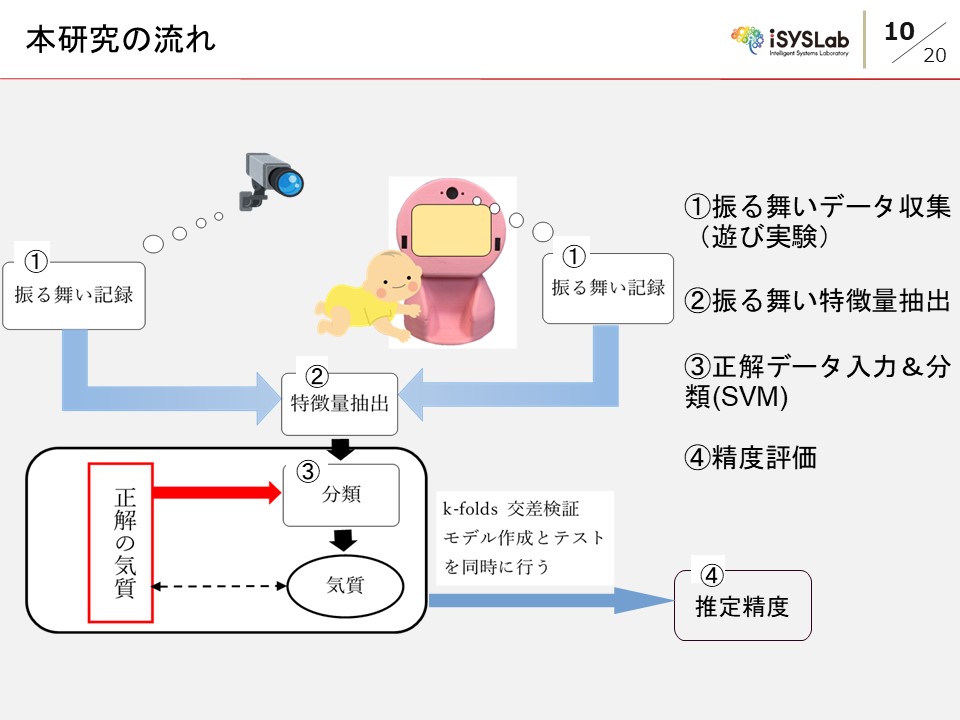 本研究の流れ
iSYSLab
Intelligent Systems Laboratory
10
20
①
振る舞い記録
①
振る舞い記録
②
特徴量抽出
③
分類
正解の気質
気質
k-folds 交差検証
モデル作成とテスト
を同時に行う
④
推定精度
①振る舞いデータ収集
（遊び実験）
②振る舞い特徴量抽出
③正解データ入力＆分
類(SVM)
④精度評価